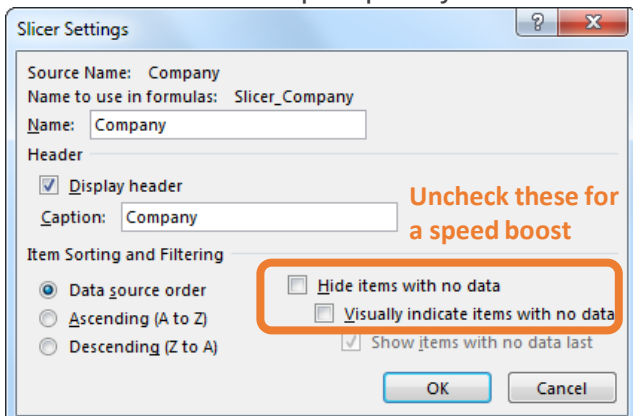 Slicer Settings
Source Name: Company
Name to use in formulas: Slicer_Company
Name: Company
Header
Display header
Caption: Company
Uncheck these for
a speed boost
Item Sorting and Filtering
Data source order
Ascending (A to Z)
Descending (Z to A)
Hide items with no data
Visually indicate items with no data
Show items with no data last
OK Cancel